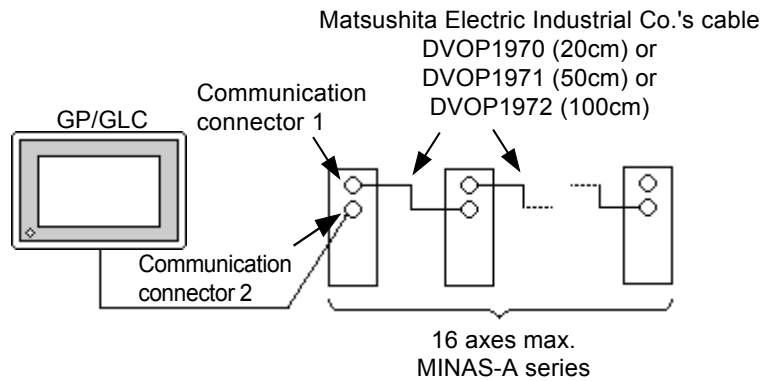 Matsushita Electric Industrial Co.'s cable
DVOP1970 (20cm) or
DVOP1971 (50cm) or
DVOP1972 (100cm)
Communication
connector 1
GP/GLC
Communication
connector 2
16 axes max.
MINAS-A series